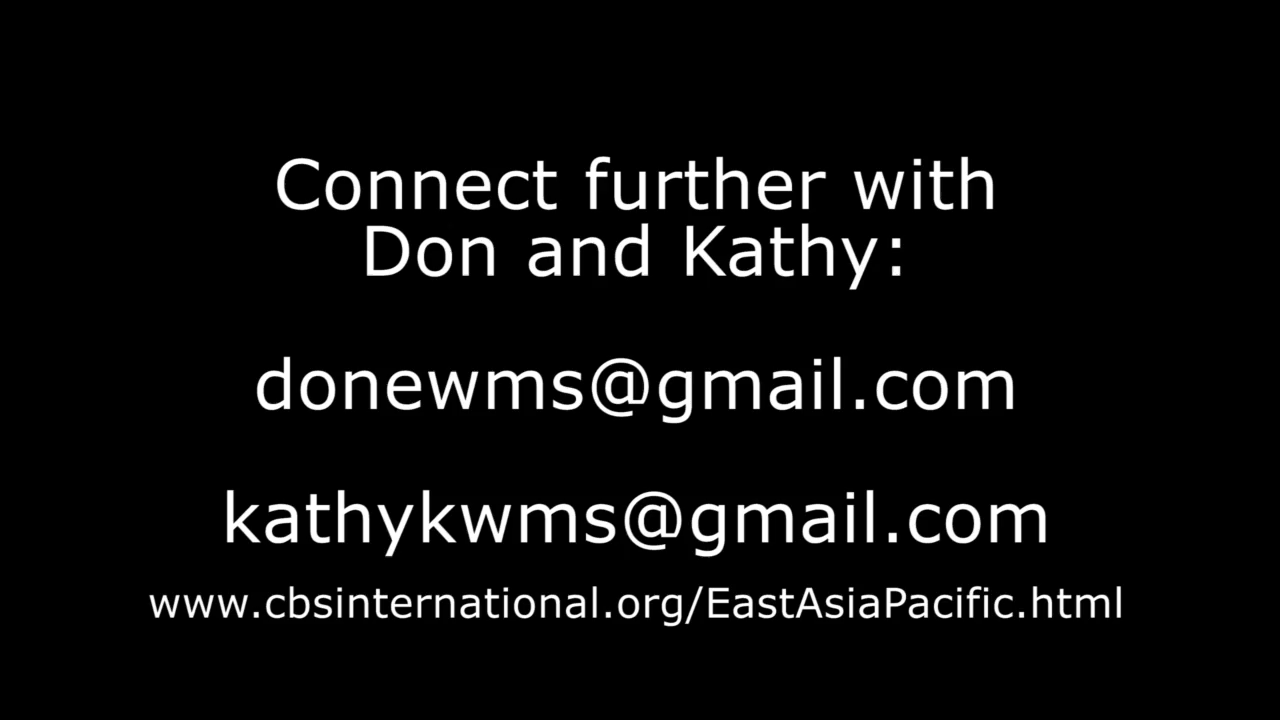 Connect further with
Don and Kathy:
donewms@gmail.com
kathykwms@gmail.com
www.cbsinternational.org/EastAsiaPacific.html